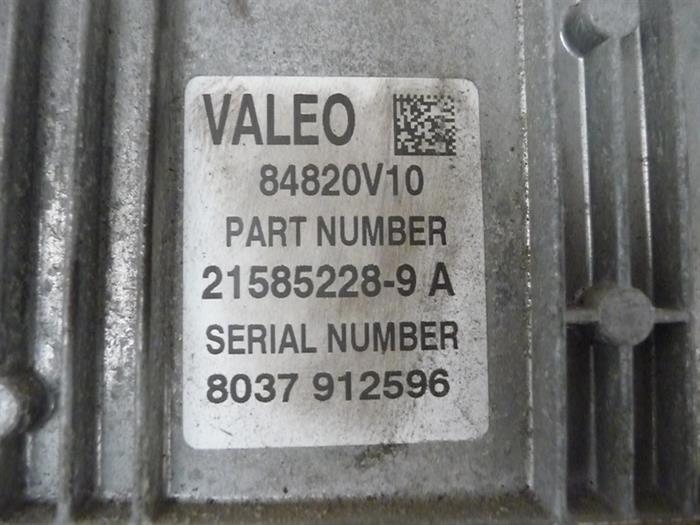 VALEO
84820V10
PART NUMBER
21585228-9 A
SERIAL NUMBER
8037 912596